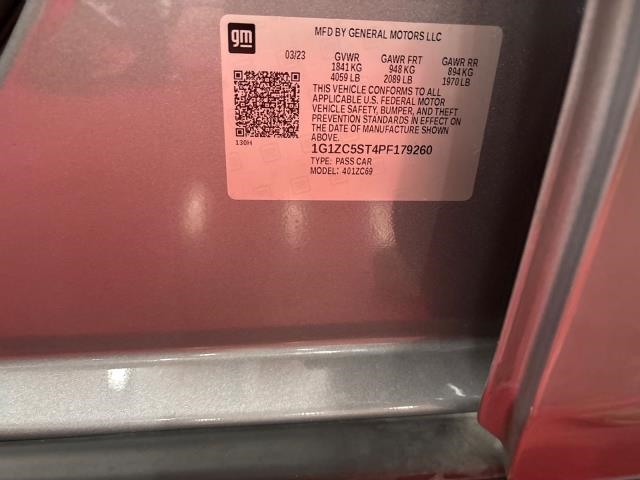 gm
MFD BY GENERAL MOTORS LLC
03/23 GVWR GAWR FRT GAWR RR
1841 KG 948 KG 894 KG
4059 LB 2089 LB 1970 LB
THIS VEHICLE CONFORMS TO ALL
APPLICABLE U.S. FEDERAL MOTOR
VEHICLE SAFETY, BUMPER, AND THEFT
PREVENTION STANDARDS IN EFFECT ON
THE DATE OF MANUFACTURE SHOWN
ABOVE.
130H
1G1ZC5ST4PF179260
TYPE: PASS CAR
MODEL: 401ZC69